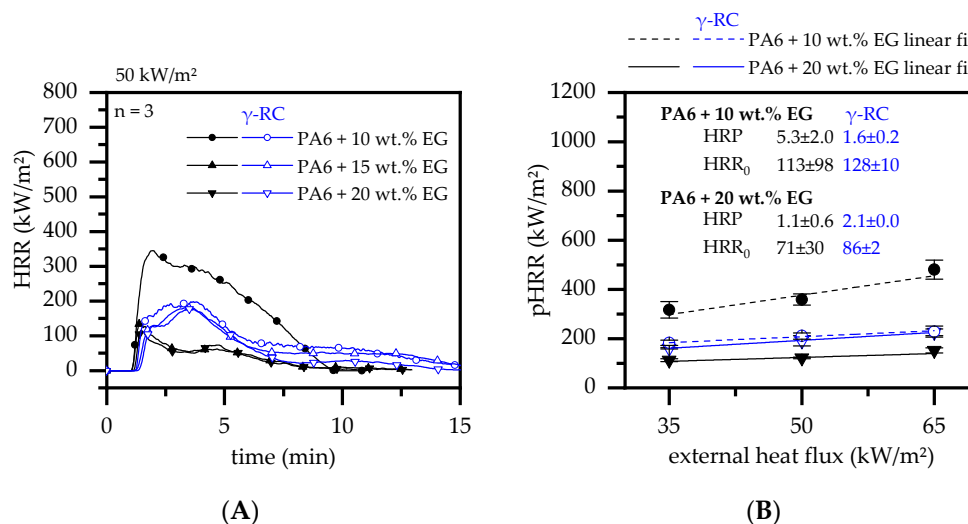 γ-RC
PA6 + 10 wt.% EG linear fi
PA6 + 20 wt.% EG linear fi
50 kW/m²
n = 3
γ-RC
PA6 + 10 wt.% EG
PA6 + 15 wt.% EG
PA6 + 20 wt.% EG
HRR (kW/m²)
800
700
600
500
400
300
200
100
0
0 5 10 15
time (min)
(A)
PA6 + 10 wt.% EG γ-RC
HRP 5.3±2.0 1.6±0.2
HRR₀ 113±98 128±10
PA6 + 20 wt.% EG
HRP 1.1±0.6 2.1±0.0
HRR₀ 71±30 86±2
pHRR (kW/m²)
1200
1000
800
600
400
200
0
35 50 65
external heat flux (kW/m²)
(B)